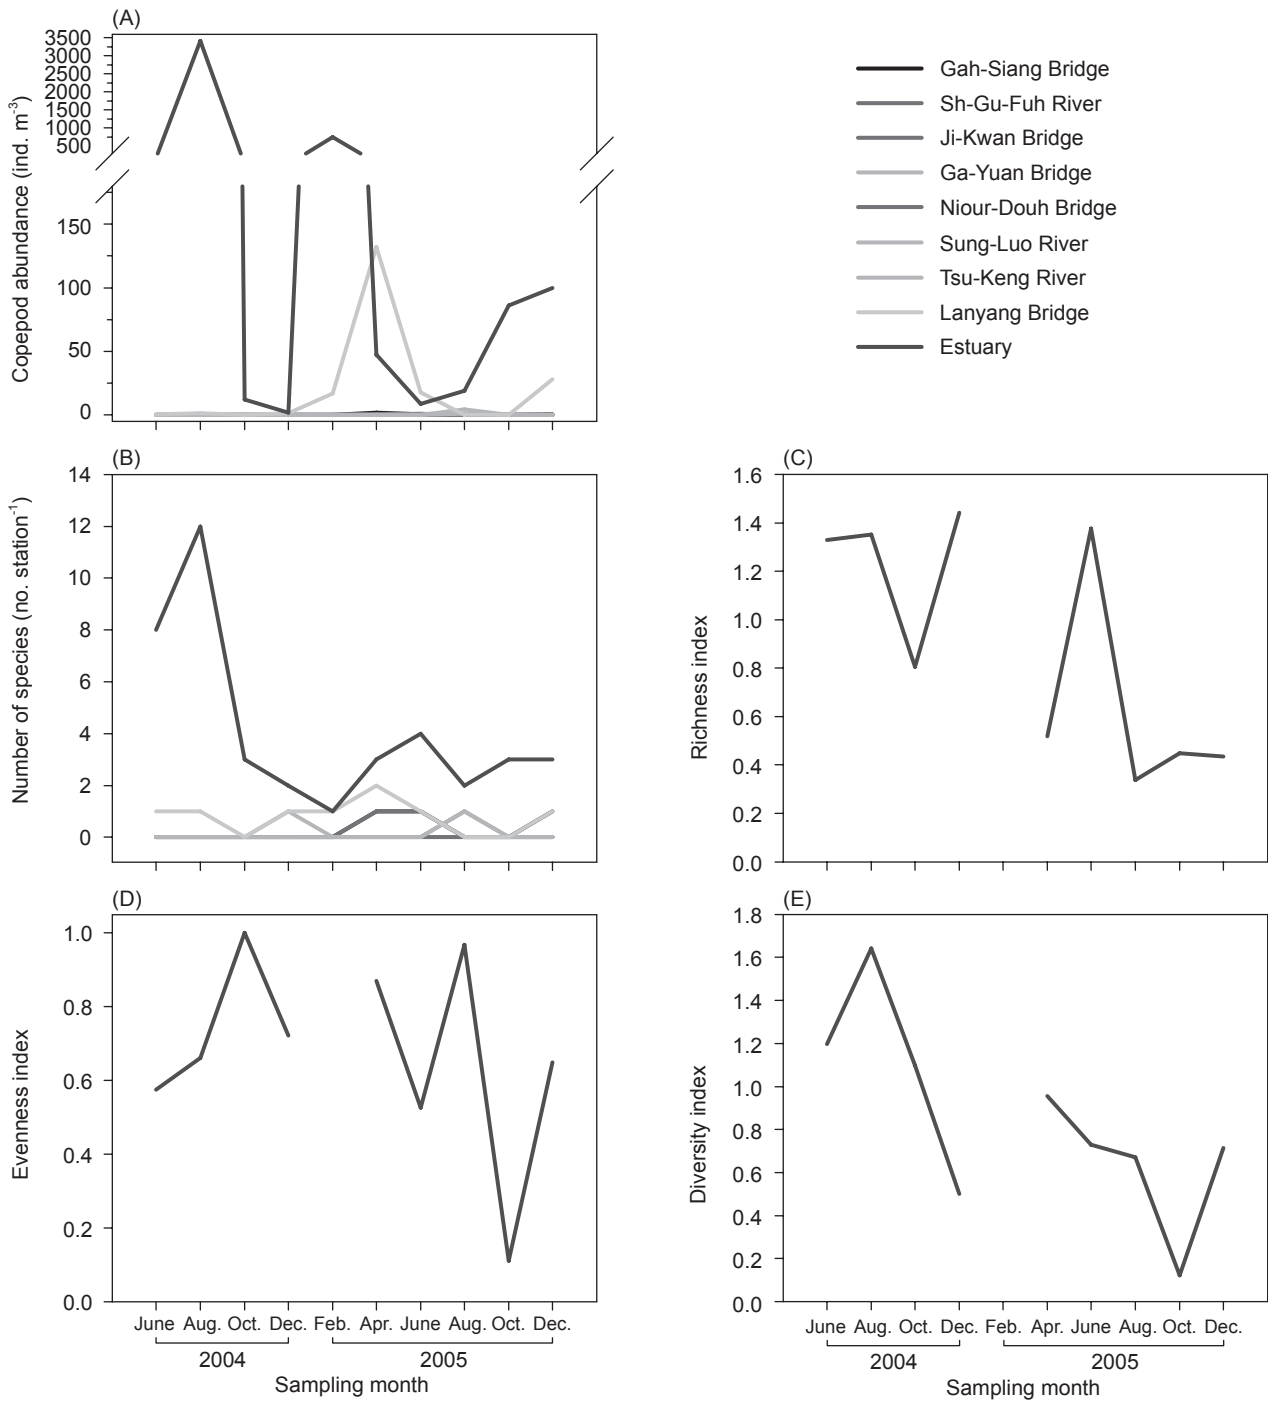 (A)
Copepod abundance (ind. m-3)
3500
3000
2500
2000
1500
1000
500
150
100
50
0
Gah-Siang Bridge
Sh-Gu-Fuh River
Ji-Kwan Bridge
Ga-Yuan Bridge
Niour-Douh Bridge
Sung-Luo River
Tsu-Keng River
Lanyang Bridge
Estuary
(B)
Number of species (no. station-1)
14
12
10
8
6
4
2
0
(C)
Richness index
1.6
1.4
1.2
1.0
0.8
0.6
0.4
0.2
0.0
(D)
Evenness index
1.0
0.8
0.6
0.4
0.2
0.0
June Aug. Oct. Dec. Feb. Apr. June Aug. Oct. Dec.
2004 2005
Sampling month
(E)
Diversity index
1.8
1.6
1.4
1.2
1.0
0.8
0.6
0.4
0.2
0.0
June Aug. Oct. Dec. Feb. Apr. June Aug. Oct. Dec.
2004 2005
Sampling month